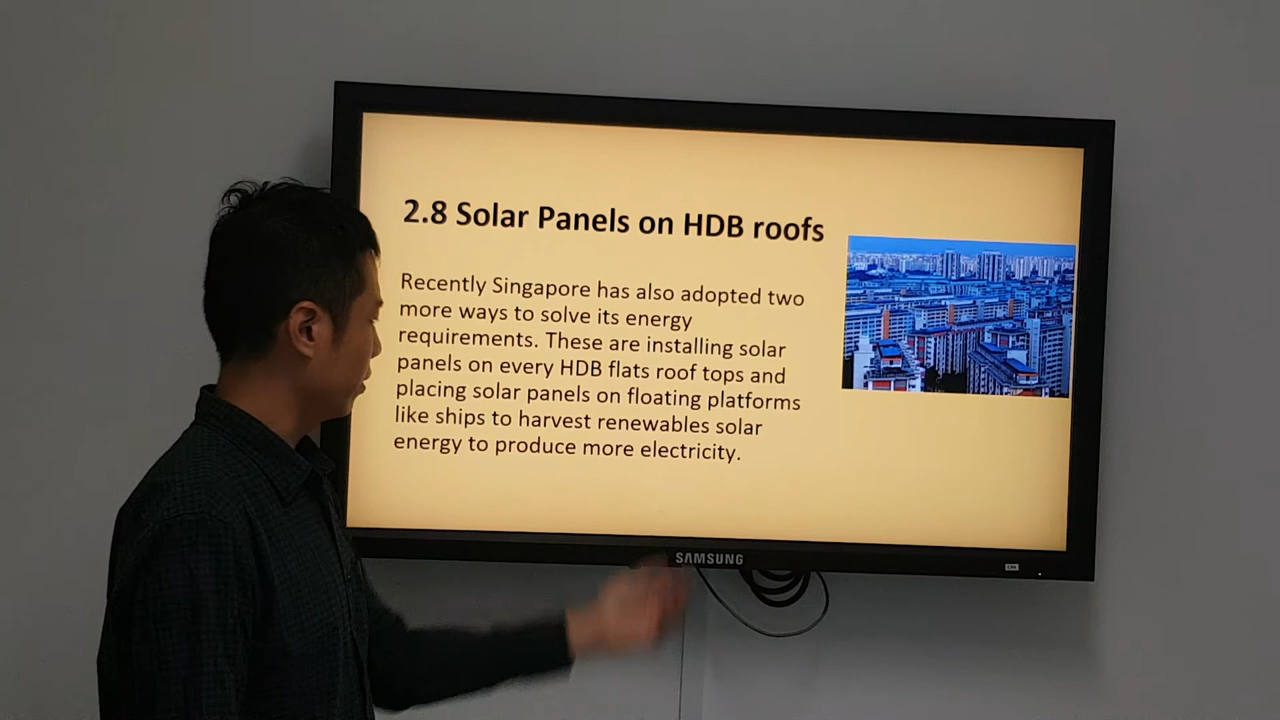 2.8 Solar Panels on HDB roofs
Recently Singapore has also adopted two
more ways to solve its energy
requirements. These are installing solar
panels on every HDB flats roof tops and
placing solar panels on floating platforms
like ships to harvest renewables solar
energy to produce more electricity.
SAMSUNG